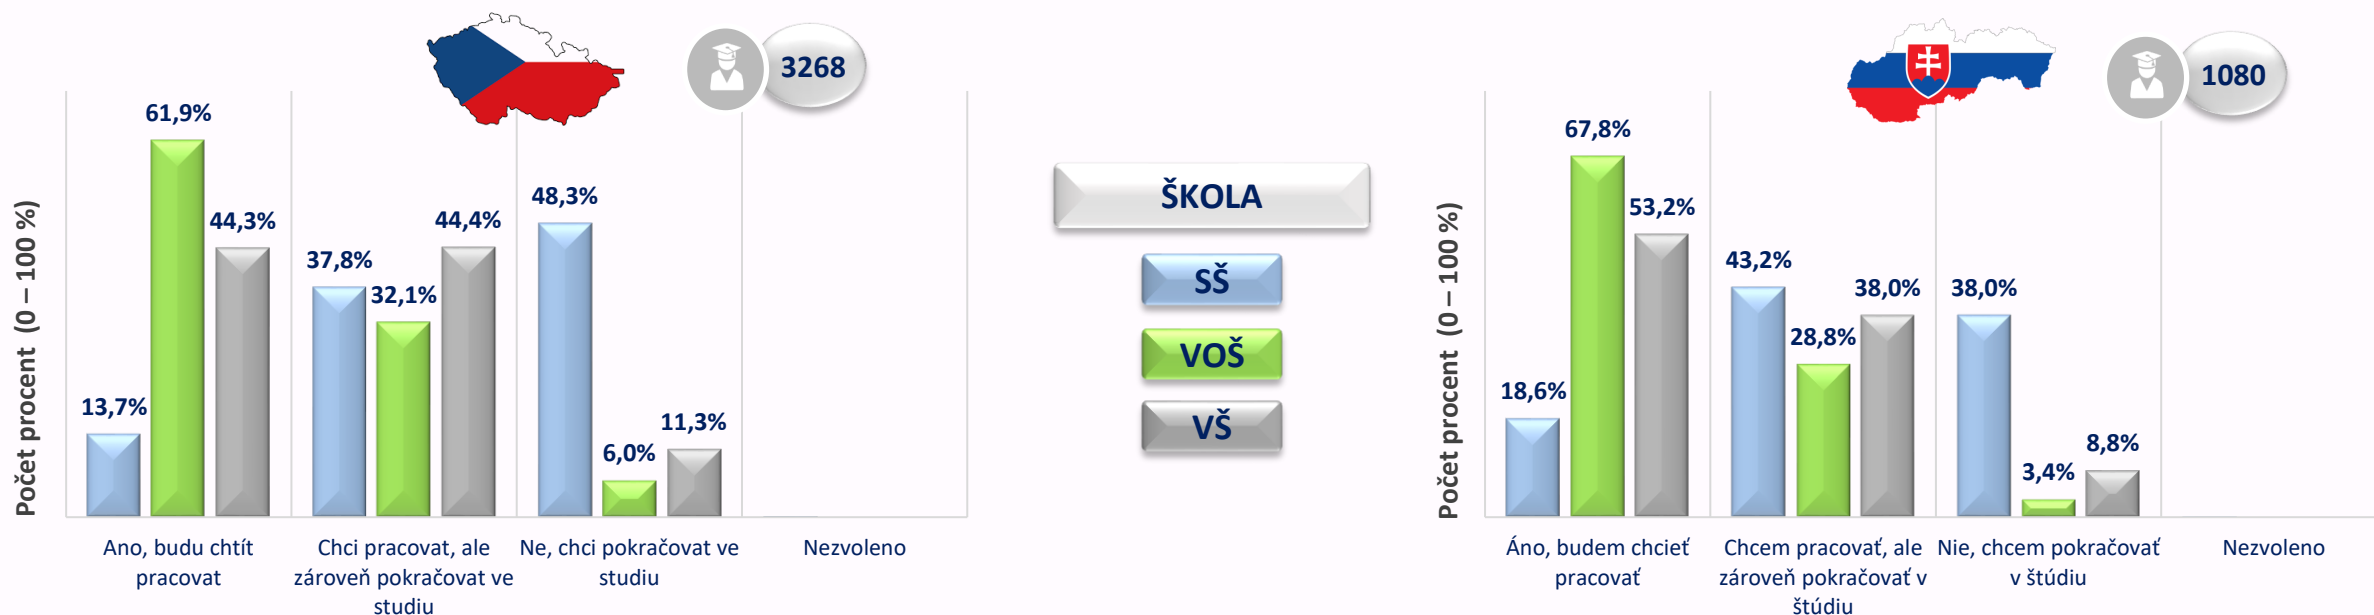 3268
Počet procent  (0 – 100 %)
61,9%
44,3%
13,7%
37,8%
32,1%
44,4%
48,3%
6,0%
11,3%
Ano, budu chtít
pracovat
Chci pracovat, ale
zároveň pokračovat ve
studiu
Ne, chci pokračovat ve
studiu
Nezvoleno
ŠKOLA
SŠ
VOŠ
VŠ
1080
Počet procent  (0 – 100 %)
67,8%
53,2%
18,6%
43,2%
28,8%
38,0%
38,0%
3,4%
8,8%
Áno, budem chcieť
pracovať
Chcem pracovať, ale
zároveň pokračovať v
štúdiu
Nie, chcem pokračovať
v štúdiu
Nezvoleno